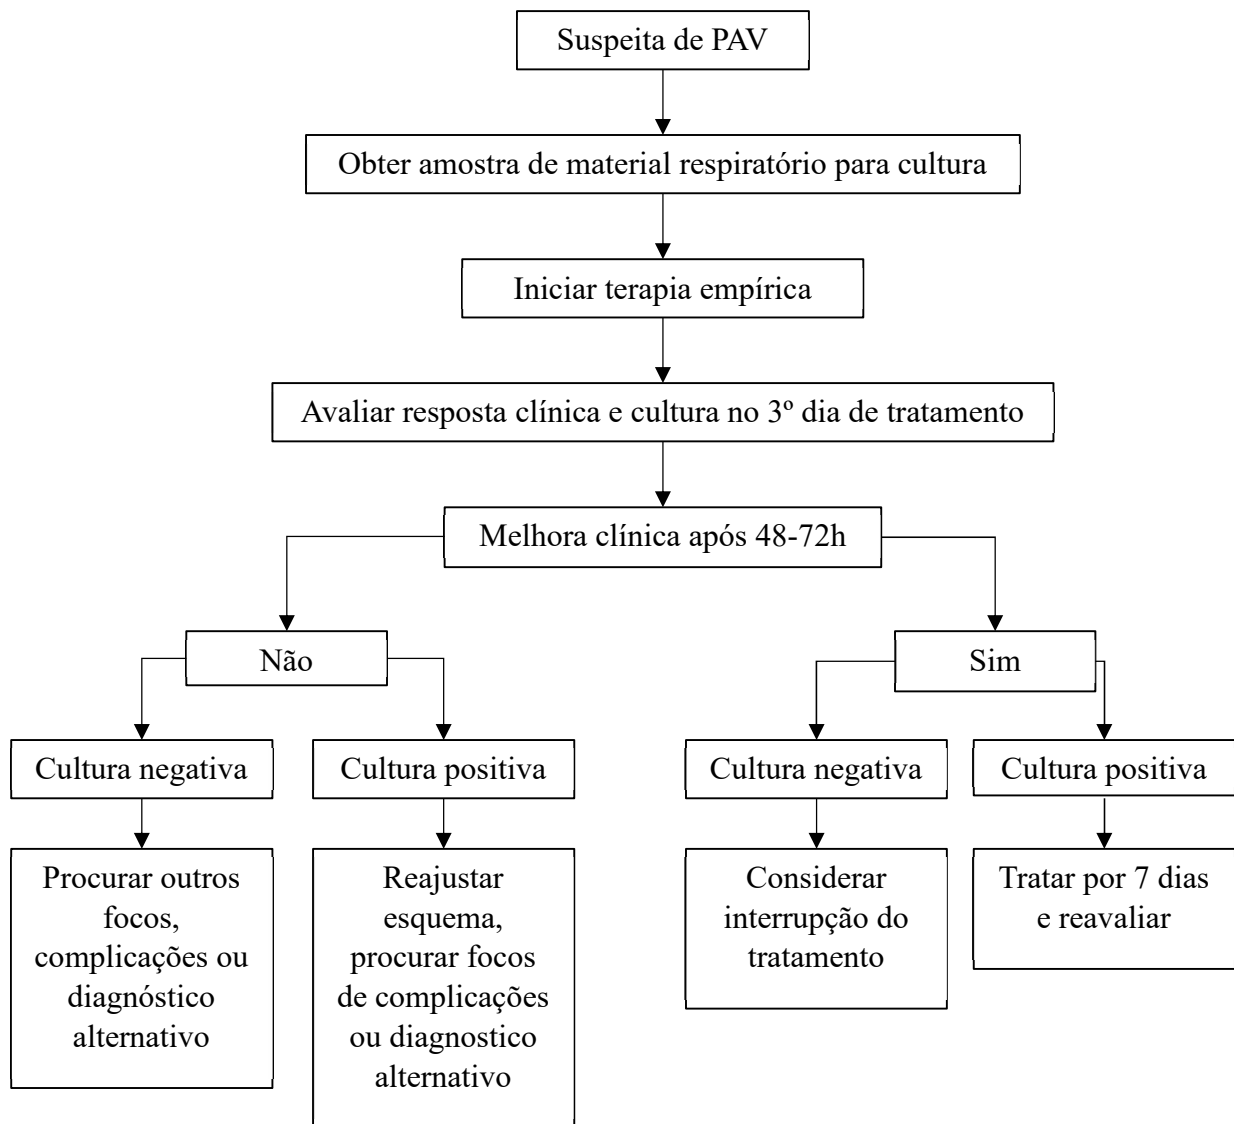 Suspeita de PAV
Obter amostra de material respiratório para cultura
Iniciar terapia empírica
Avaliar resposta clínica e cultura no 3º dia de tratamento
Melhora clínica após 48-72h
Não
Sim
Cultura negativa
Cultura positiva
Cultura negativa
Cultura positiva
Procurar outros
focos,
complicações ou
diagnóstico
alternativo
Reajustar
esquema,
procurar focos
de complicações
ou diagnostico
alternativo
Considerar
interrupção do
tratamento
Tratar por 7 dias
e reavaliar